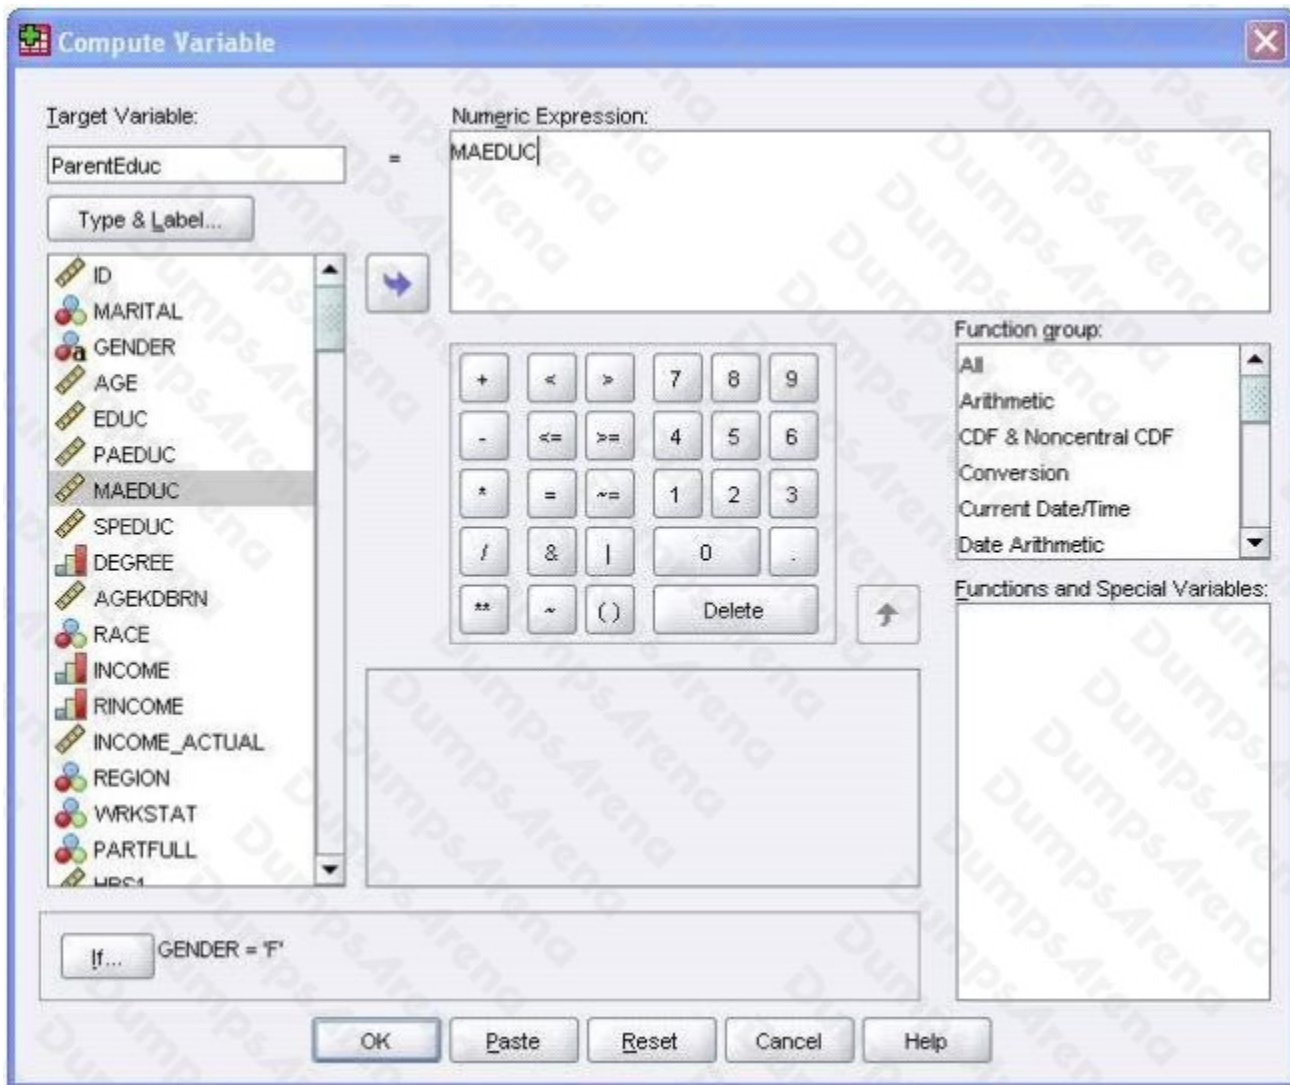 Compute Variable
Target Variable:
ParentEduc
=
Numeric Expression:
MAEDUC
Type & Label...
ID
MARITAL
GENDER
AGE
EDUC
PAEDUC
MAEDUC
SPEDUC
DEGREE
AGEKDBRN
RACE
INCOME
RINCOME
INCOME_ACTUAL
REGION
WRKSTAT
PARTFULL
HRS1
+ < > 7 8 9
- <= >= 4 5 6
* = ~= 1 2 3
/ & | 0 .
** ~ ( ) Delete
Function group:
All
Arithmetic
CDF & Noncentral CDF
Conversion
Current Date/Time
Date Arithmetic
Functions and Special Variables:
If... GENDER = 'F'
OK Paste Reset Cancel Help
DumpsArena